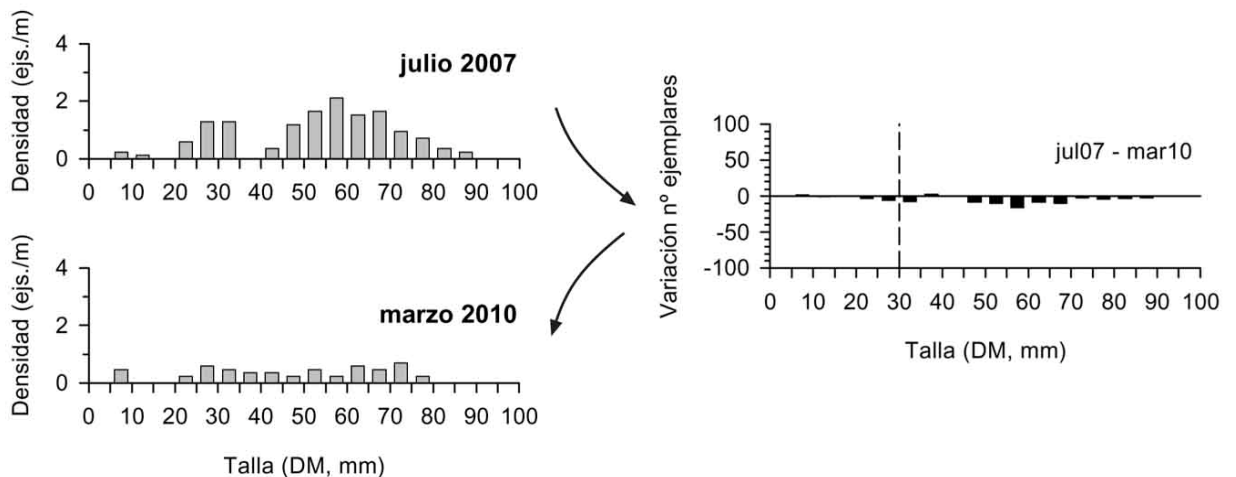 Densidad (ejs./m)
4
2
0
julio 2007
0 10 20 30 40 50 60 70 80 90 100
Densidad (ejs./m)
4
2
0
marzo 2010
0 10 20 30 40 50 60 70 80 90 100
Talla (DM, mm)
Variación nº ejemplares
100
50
0
-50
-100
jul07 - mar10
0 10 20 30 40 50 60 70 80 90 100
Talla (DM, mm)